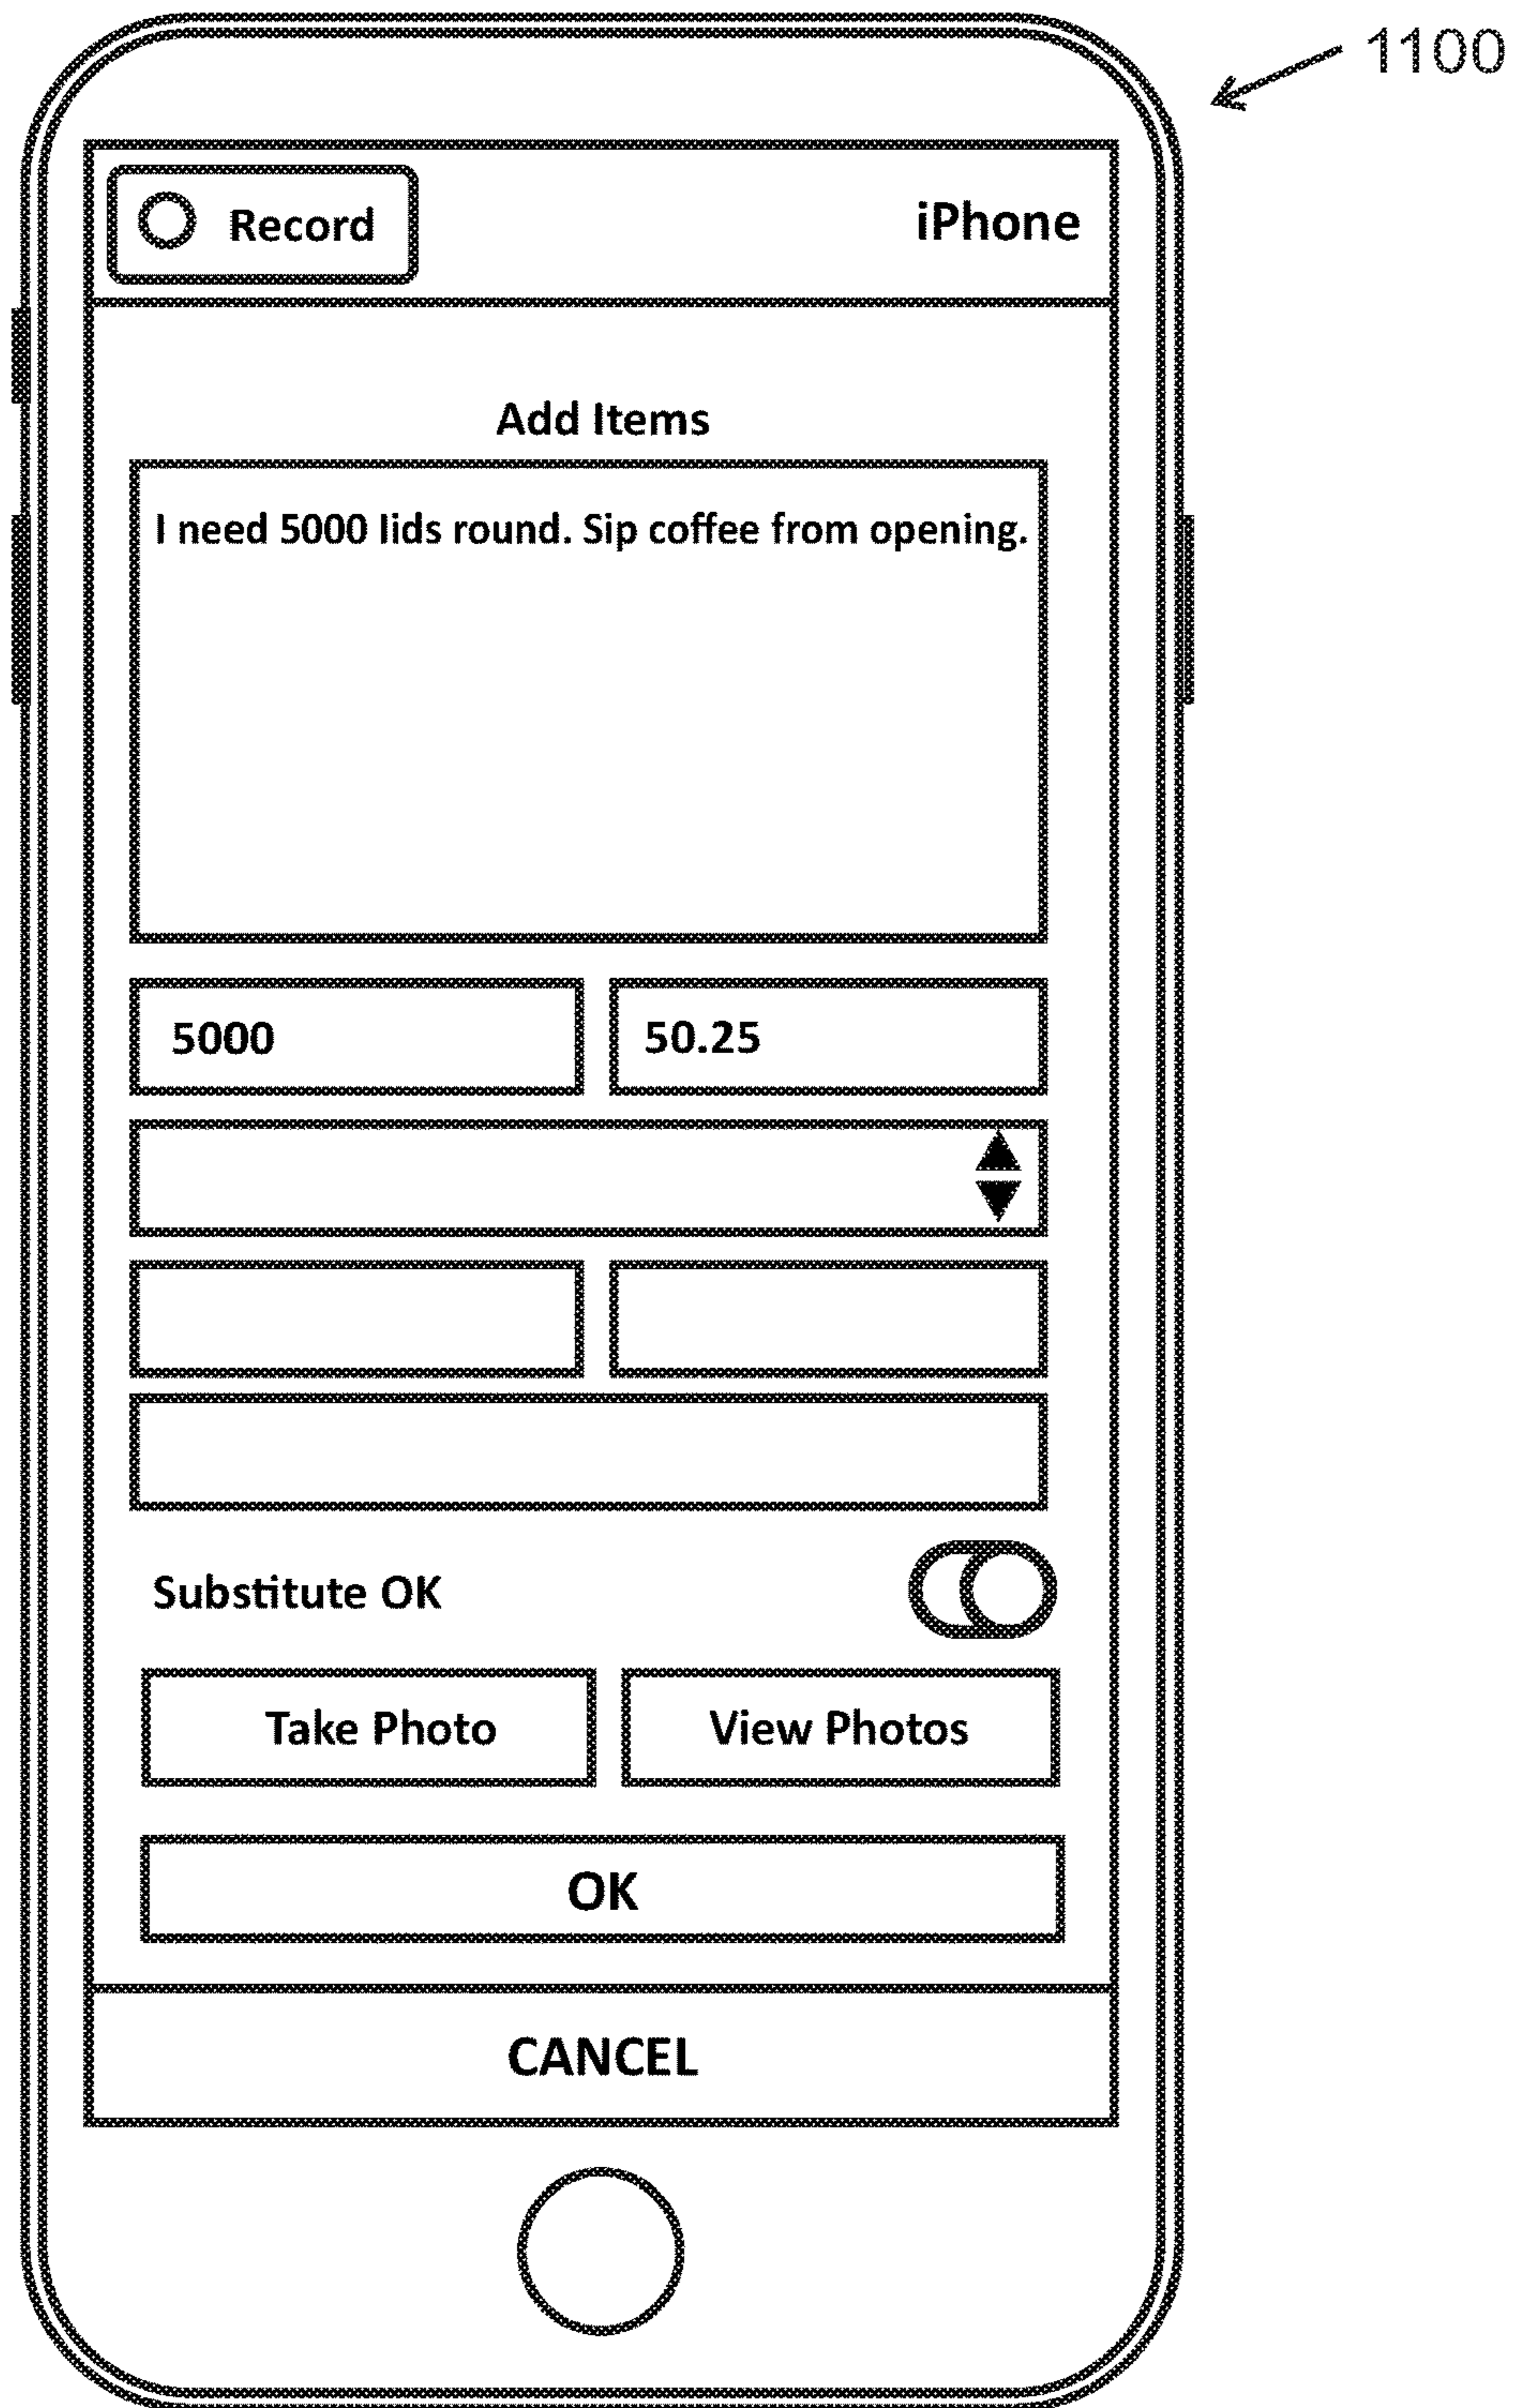 1100
Record
iPhone
Add Items
I need 5000 lids round. Sip coffee from opening.
5000
50.25
Substitute OK
Take Photo
View Photos
OK
CANCEL